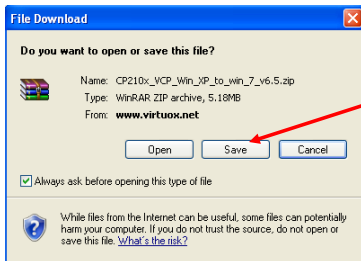 File Download
Do you want to open or save this file?
Name: CP210x_VCP_Win_XP_to_win_7_v6.5.zip
Type: WinRAR ZIP archive, 5.18MB
From: www.virtuox.net
Open Save Cancel
Always ask before opening this type of file
While files from the Internet can be useful, some files can potentially
harm your computer. If you do not trust the source, do not open or
save this file. What's the risk?